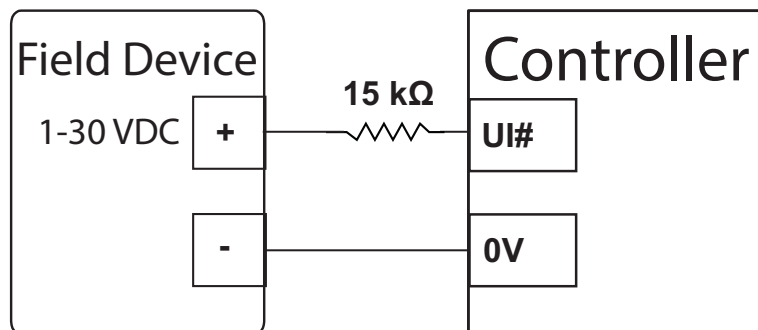 Field Device
Controller
15 kΩ
1-30 VDC
+
UI#
-
0V